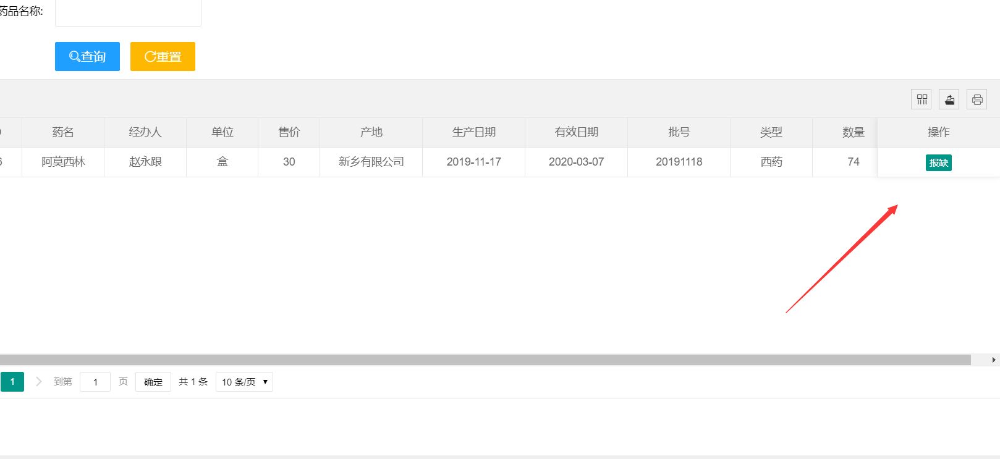 药品名称:
查询 重置
药名 经办人 单位 售价 产地 生产日期 有效日期 批号 类型 数量 操作
6 阿莫西林 赵永跟 盒 30 新乡有限公司 2019-11-17 2020-03-07 20191118 西药 74 报缺
1 到第 1 页 确定 共 1 条 10 条/页